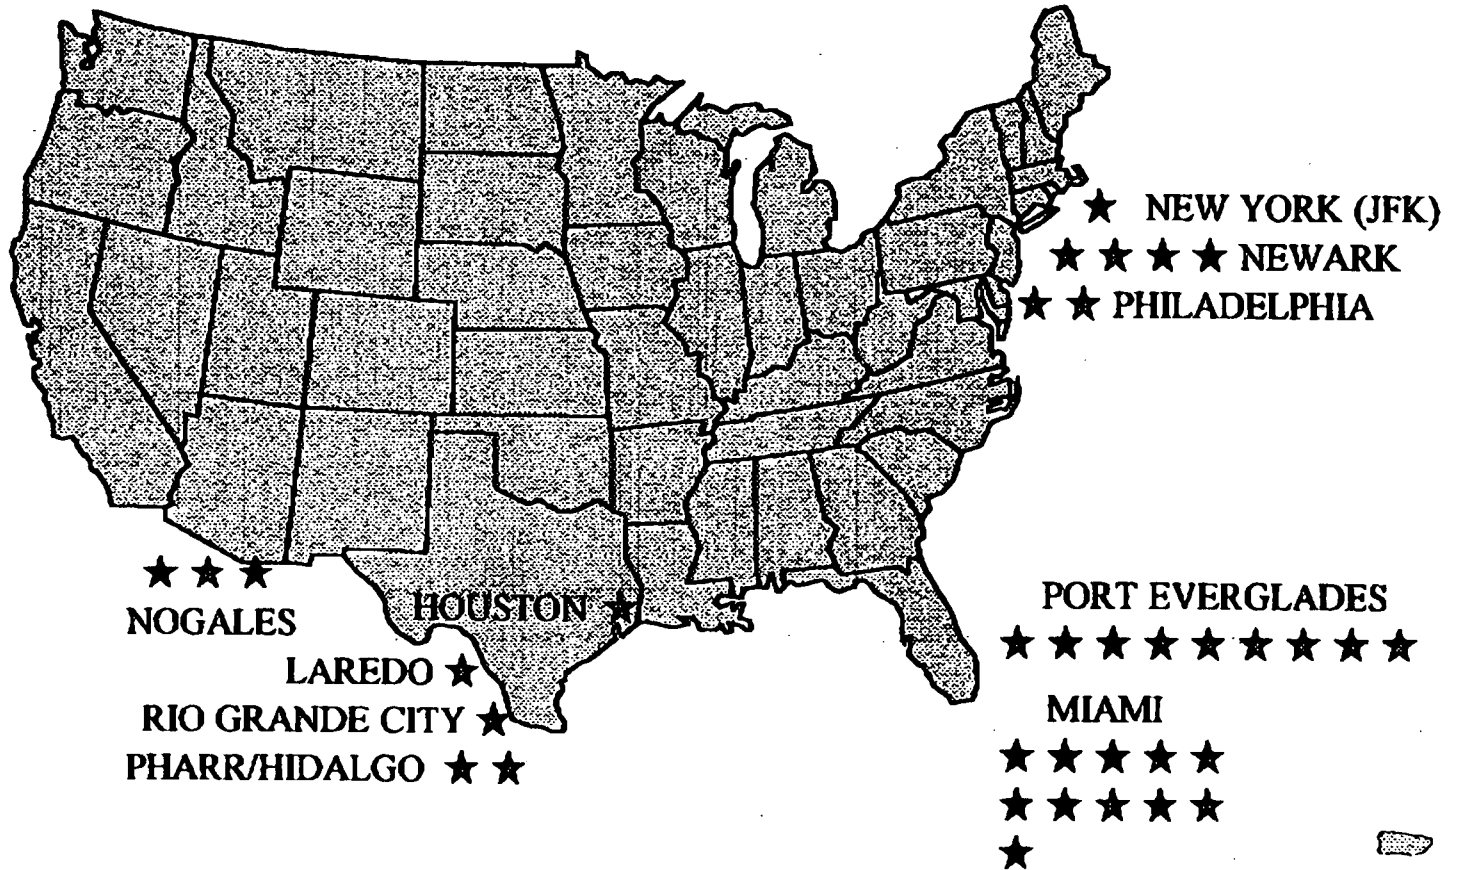 NEW YORK (JFK)
NEWARK
PHILADELPHIA
PORT EVERGLADES
NOGALES
HOUSTON
LAREDO
RIO GRANDE CITY
MIAMI
PHARR/HIDALGO